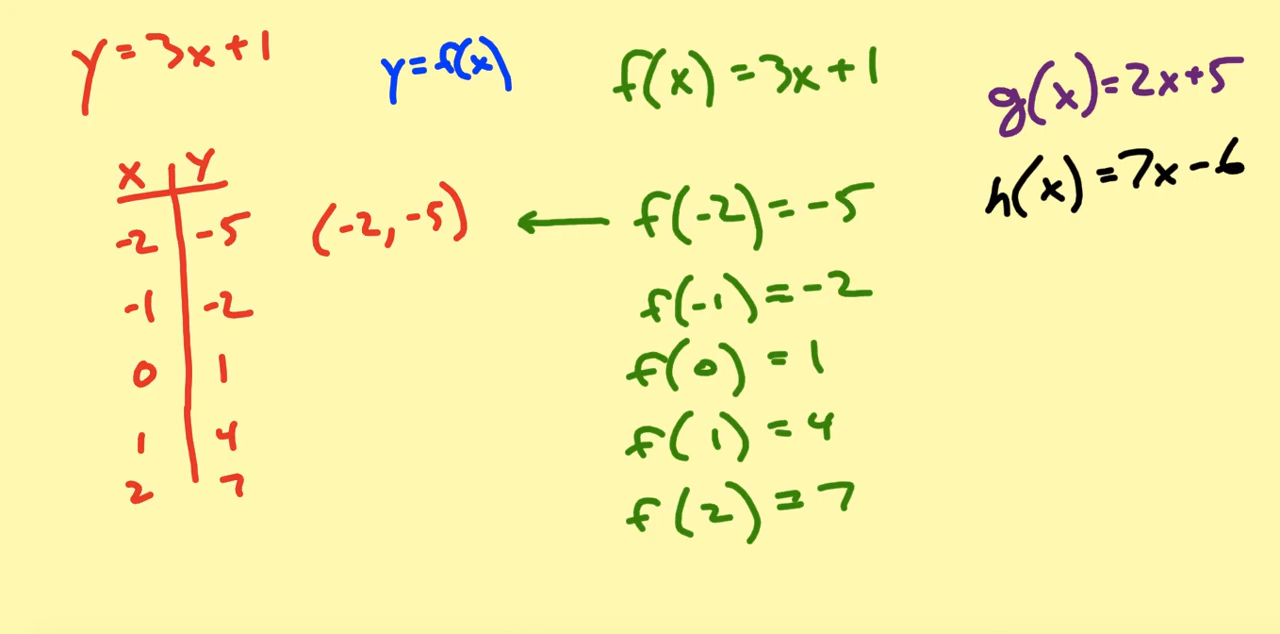 y=3x+1
y=f(x)
f(x)=3x+1
g(x)=2x+5
h(x)=7x-6
x y
-2 -5
-1 -2
0 1
1 4
2 7
(-2,-5)
f(-2)=-5
f(-1)=-2
f(0)=1
f(1)=4
f(2)=7